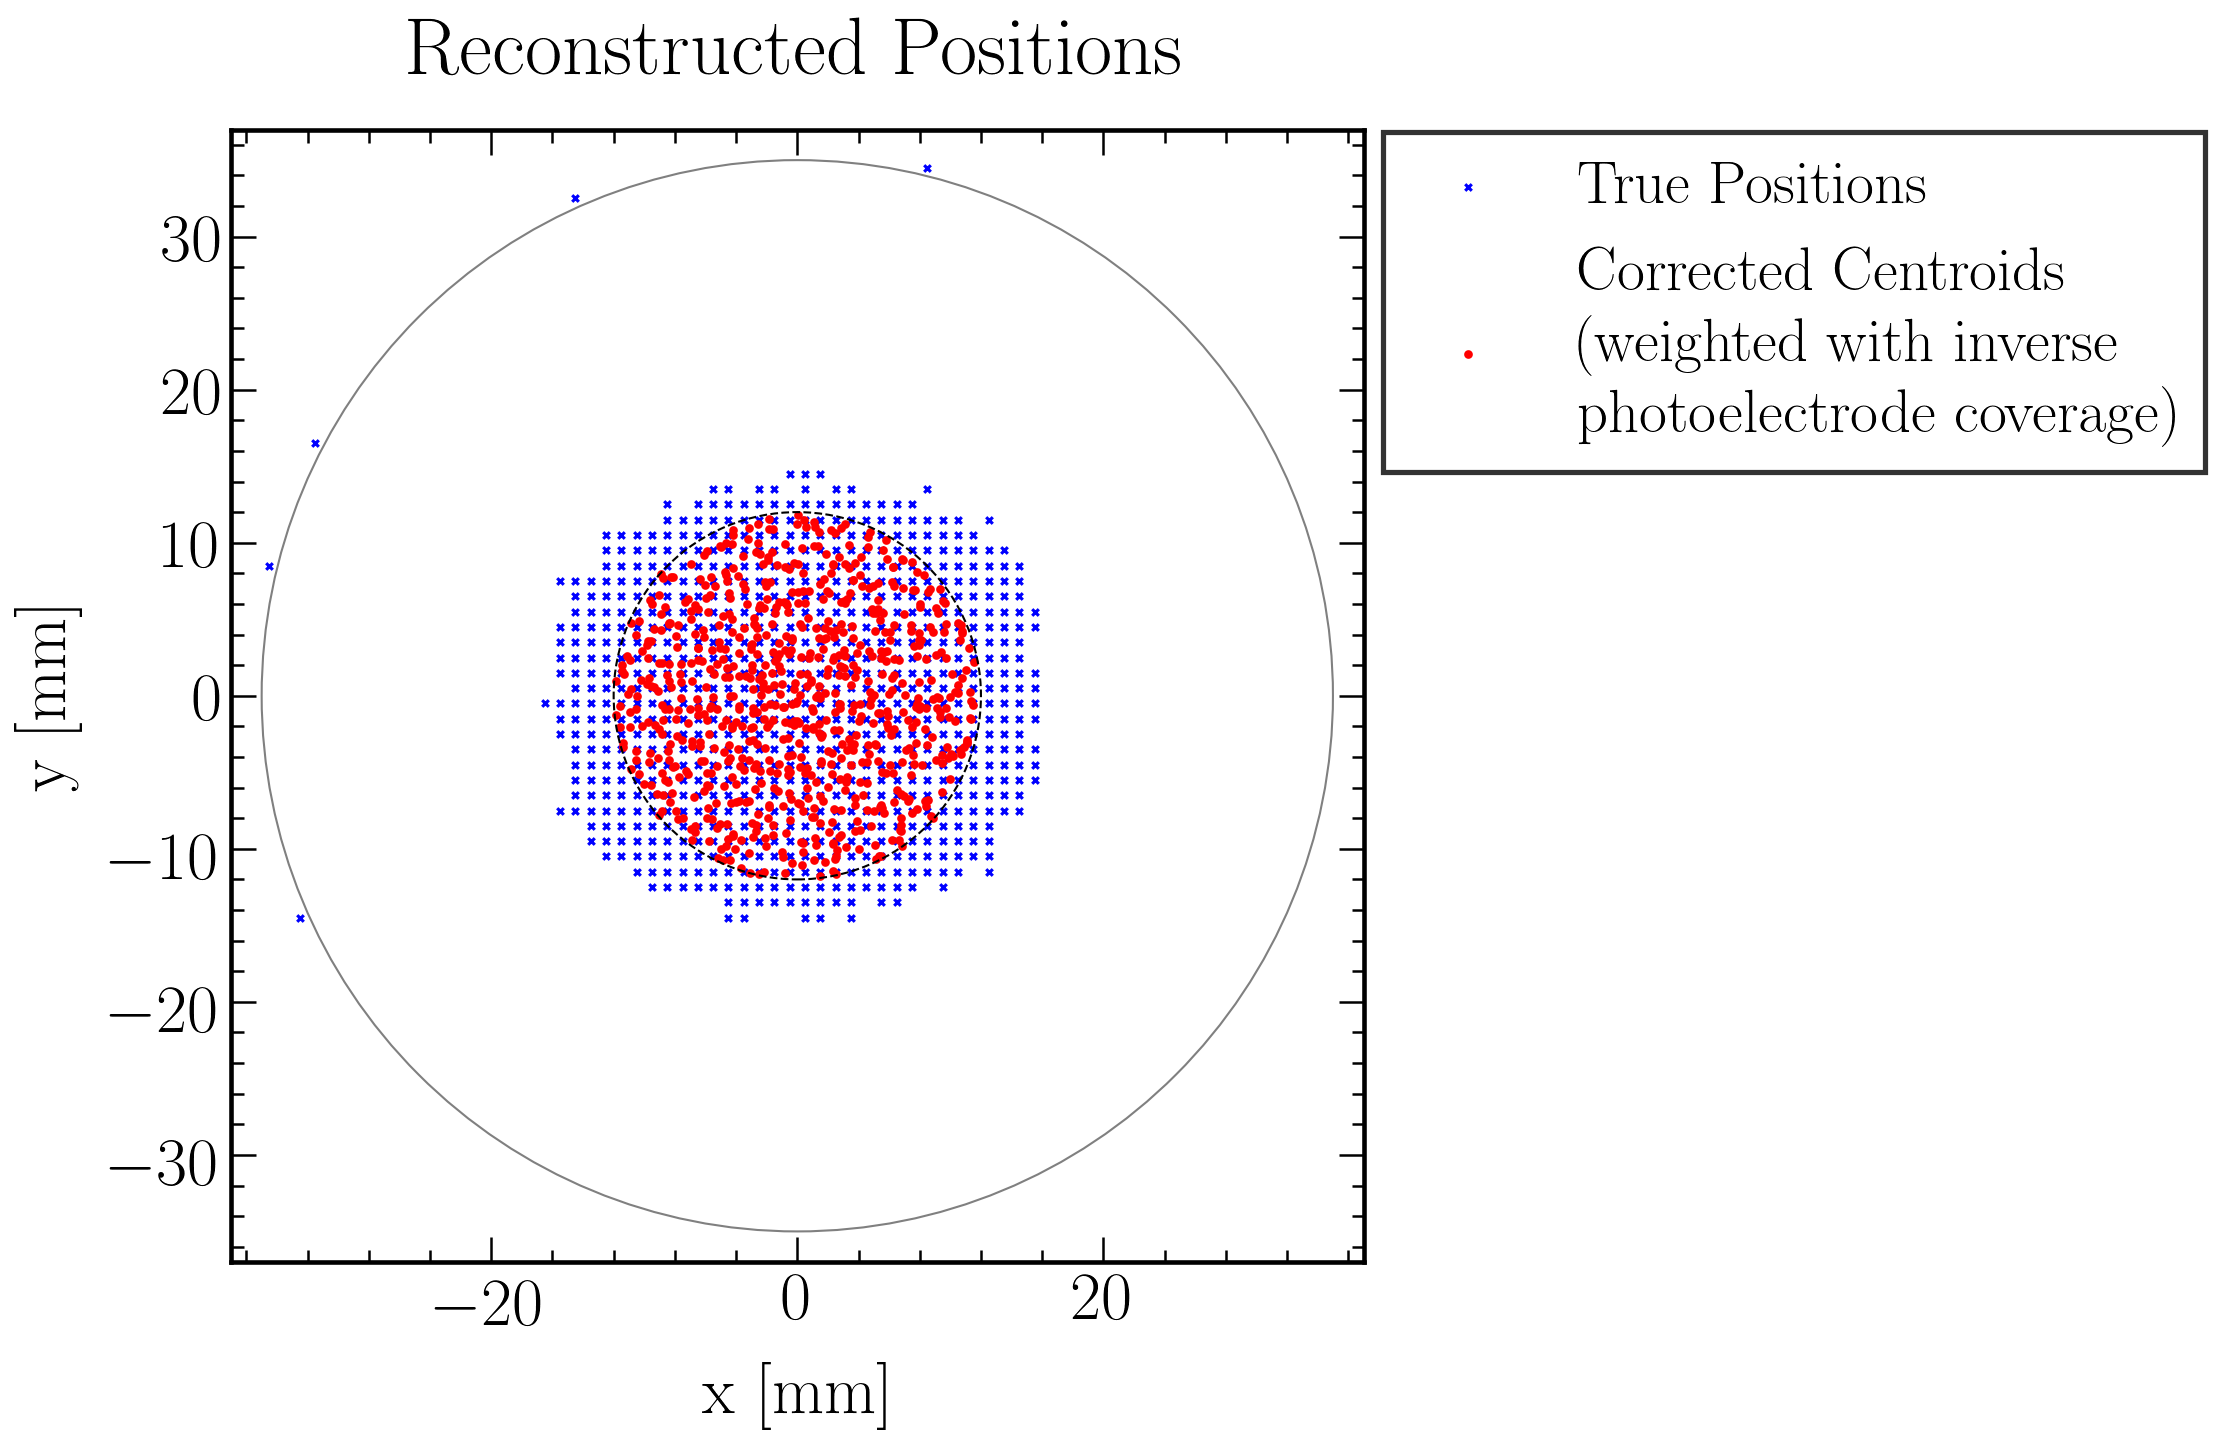 Reconstructed Positions
True Positions
Corrected Centroids
(weighted with inverse
photoelectrode coverage)
30
20
10
0
−10
−20
−30
y [mm]
−20 0 20
x [mm]